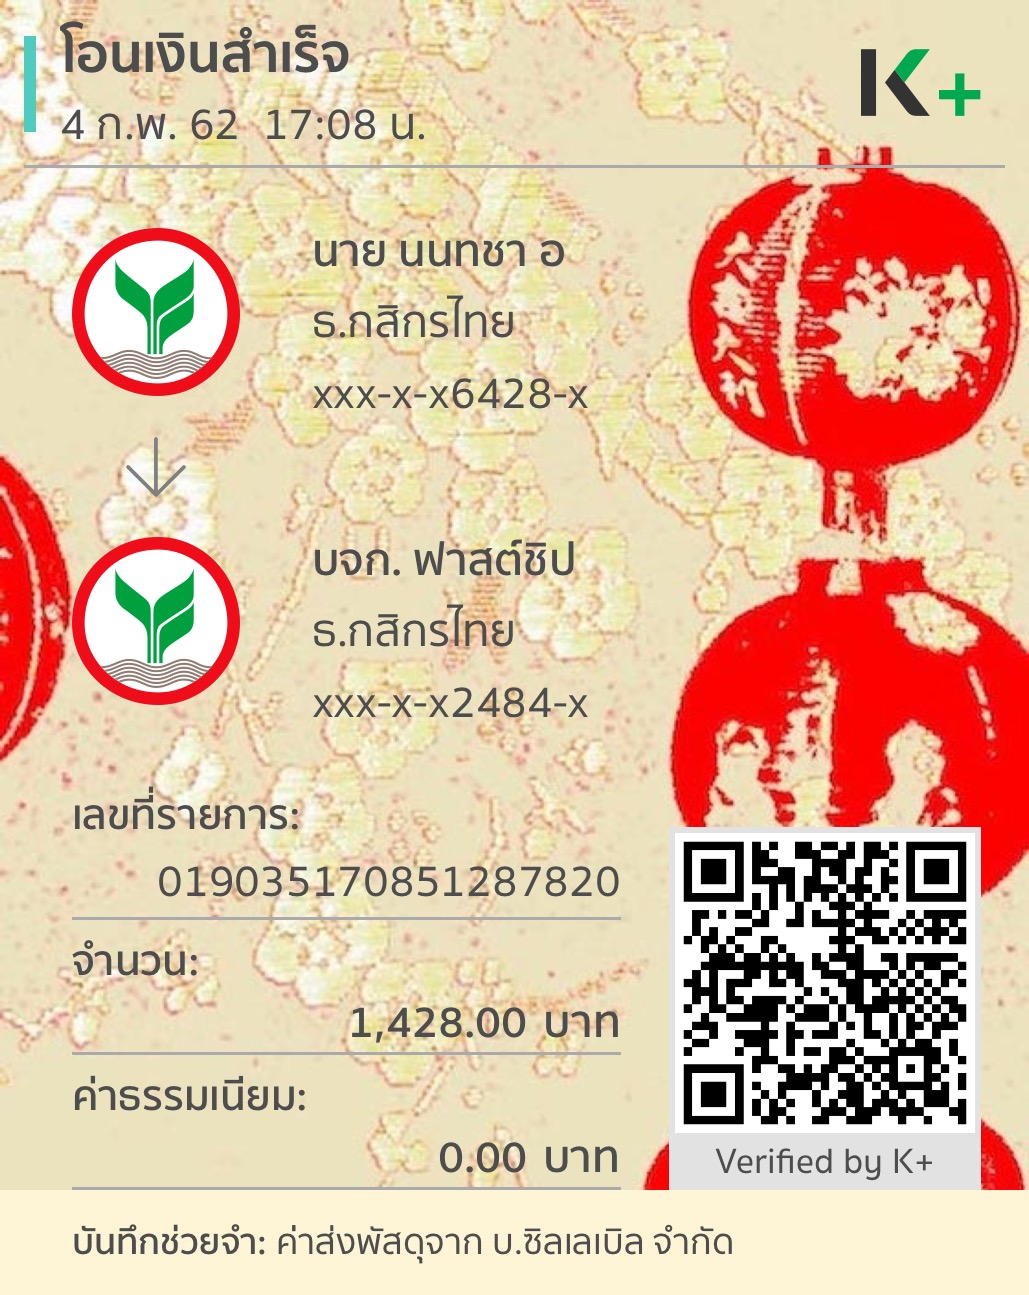 โอนเงินสำเร็จ
4 ก.พ. 62 17:08 น.
K+
นาย นนทชา อ
ธ.กสิกรไทย
xxx-x-x6428-x
บจก. ฟาสต์ชิป
ธ.กสิกรไทย
xxx-x-x2484-x
เลขที่รายการ:
019035170851287820
จำนวน:
1,428.00 บาท
ค่าธรรมเนียม:
0.00 บาท
Verified by K+
บันทึกช่วยจำ: ค่าส่งพัสดุจาก บ.ซิลเลเบิล จำกัด